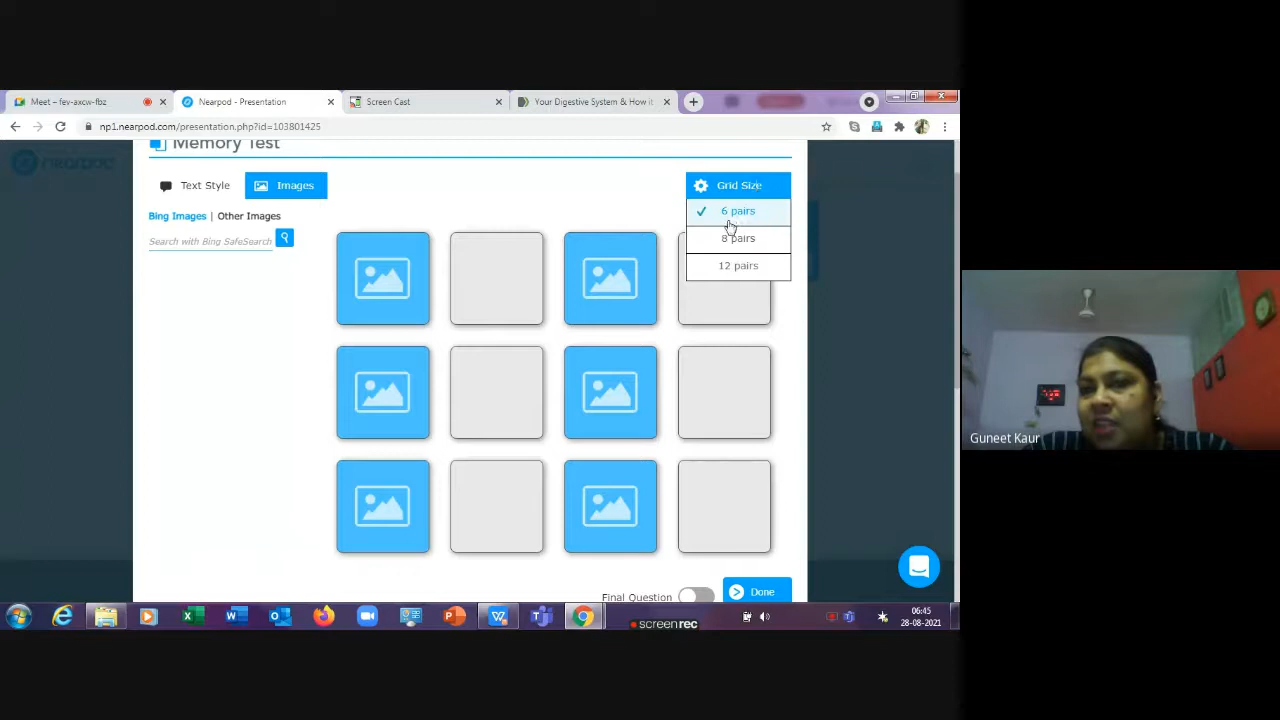 Meet – fev-axcw-fbz
Nearpod - Presentation
Screen Cast
Your Digestive System & How it
np1.nearpod.com/presentation.php?id=103801425
nearpod
Memory Test
Text Style
Images
Grid Size
Bing Images | Other Images
6 pairs
Search with Bing SafeSearch
8 pairs
12 pairs
Guneet Kaur
Final Question
Done
06:45
screenrec
28-08-2021